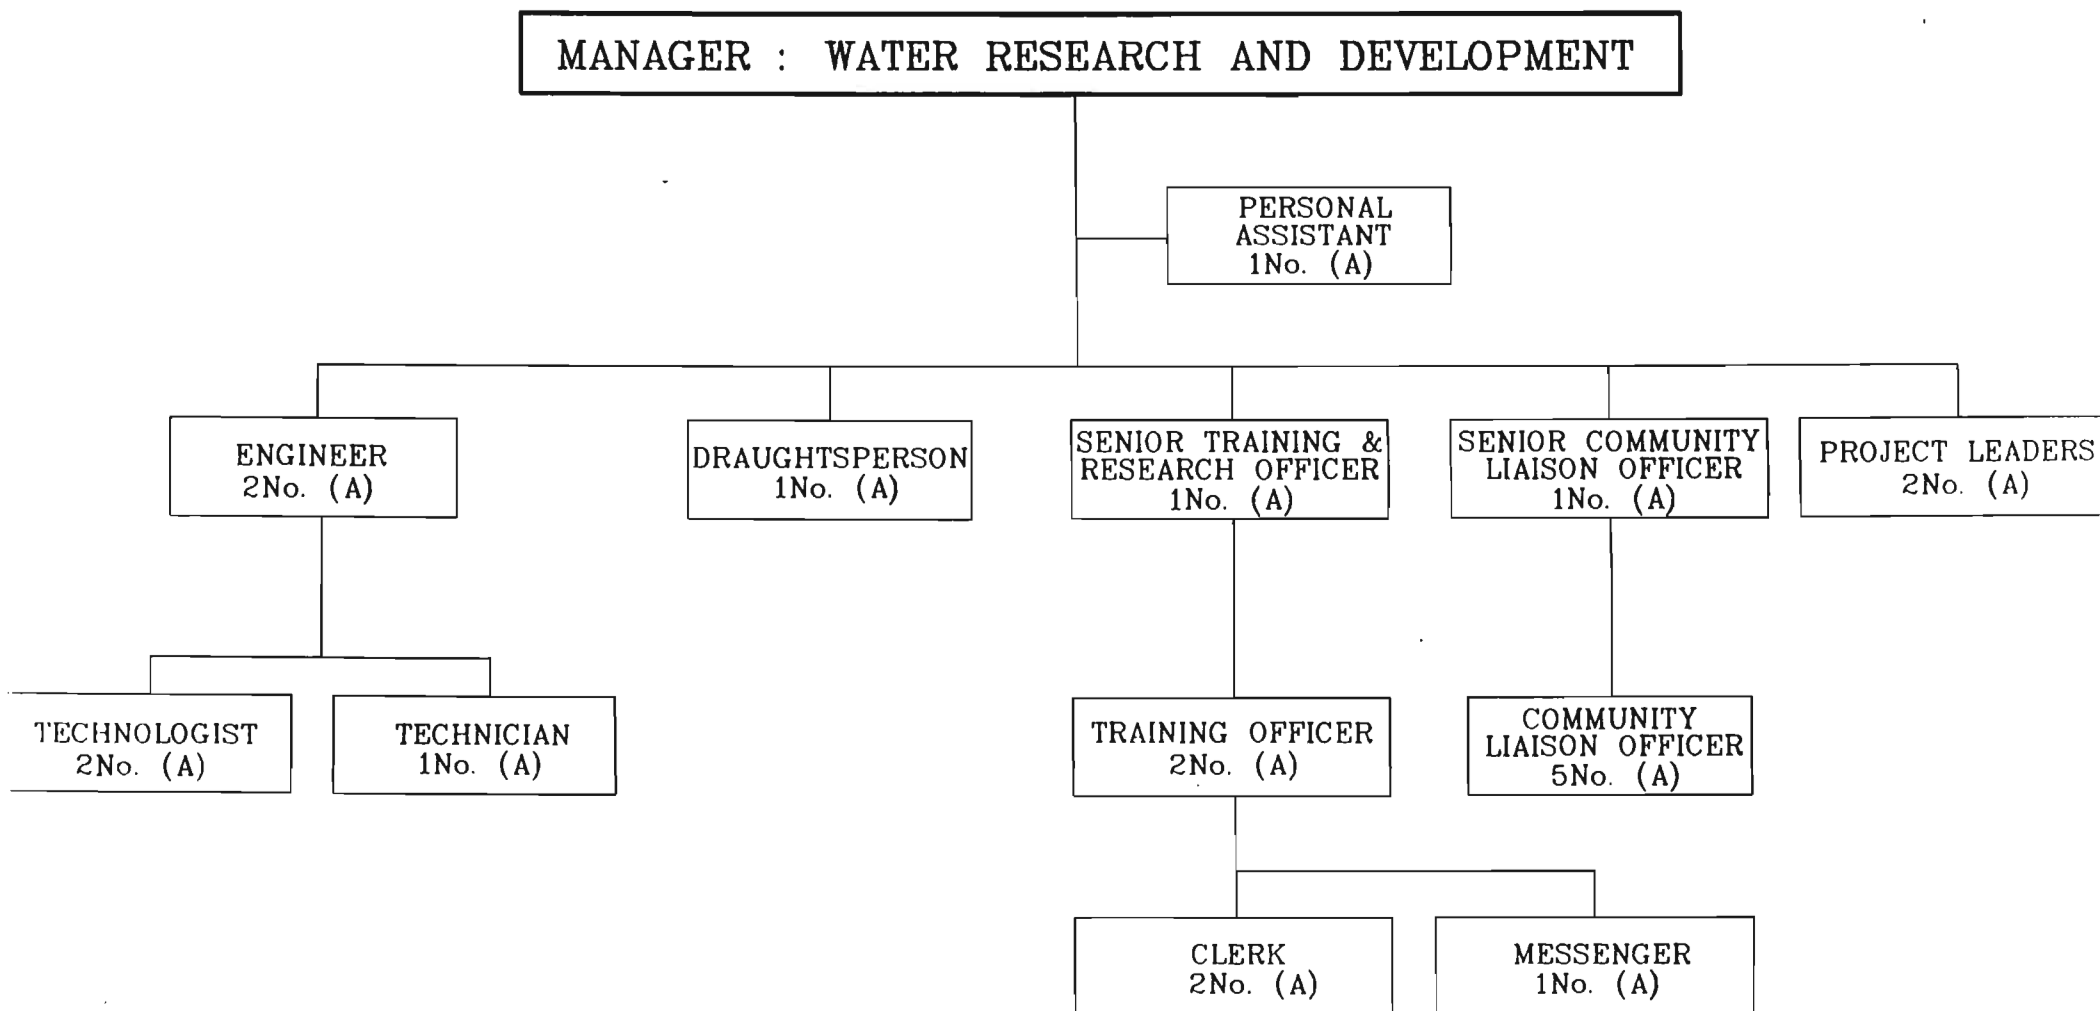 MANAGER : WATER RESEARCH AND DEVELOPMENT
PERSONAL
ASSISTANT
1No. (A)
ENGINEER
2No. (A)
DRAUGHTSPERSON
1No. (A)
SENIOR TRAINING &
RESEARCH OFFICER
1No. (A)
SENIOR COMMUNITY
LIAISON OFFICER
1No. (A)
PROJECT LEADERS
2No. (A)
TECHNOLOGIST
2No. (A)
TECHNICIAN
1No. (A)
TRAINING OFFICER
2No. (A)
COMMUNITY
LIAISON OFFICER
5No. (A)
CLERK
2No. (A)
MESSENGER
1No. (A)